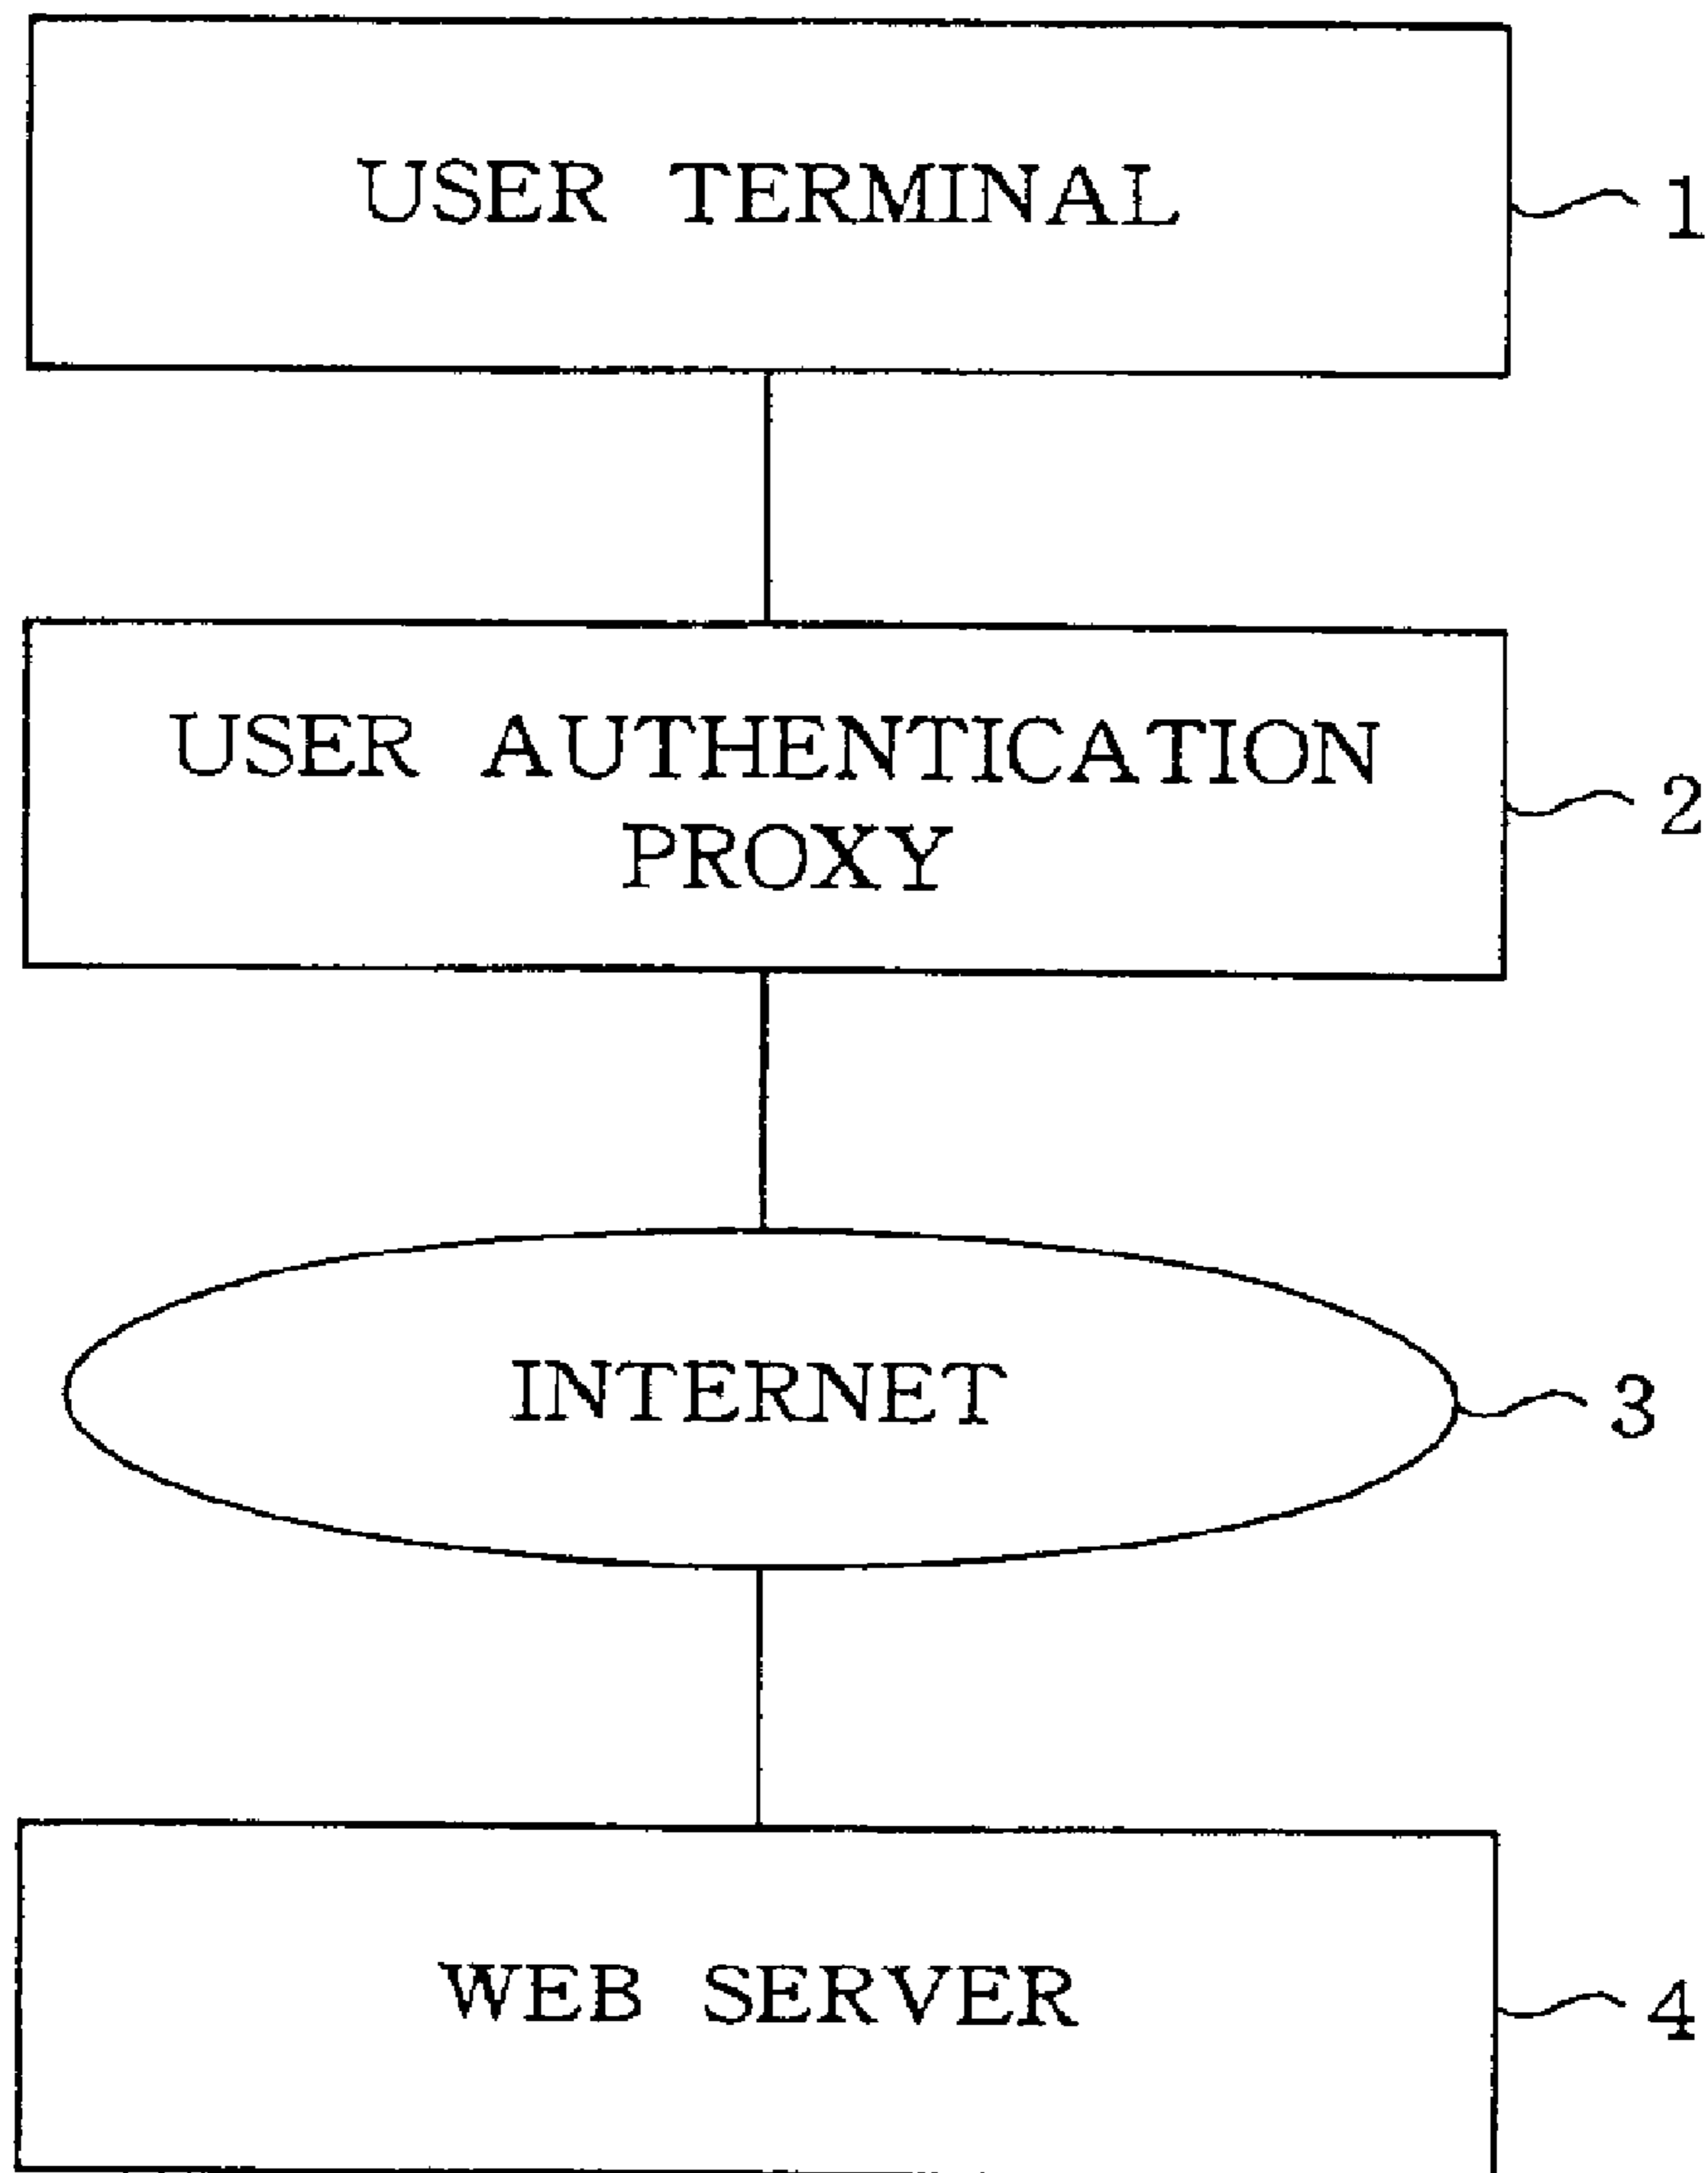 USER TERMINAL
1
USER AUTHENTICATION
PROXY
2
INTERNET
3
WEB SERVER
4